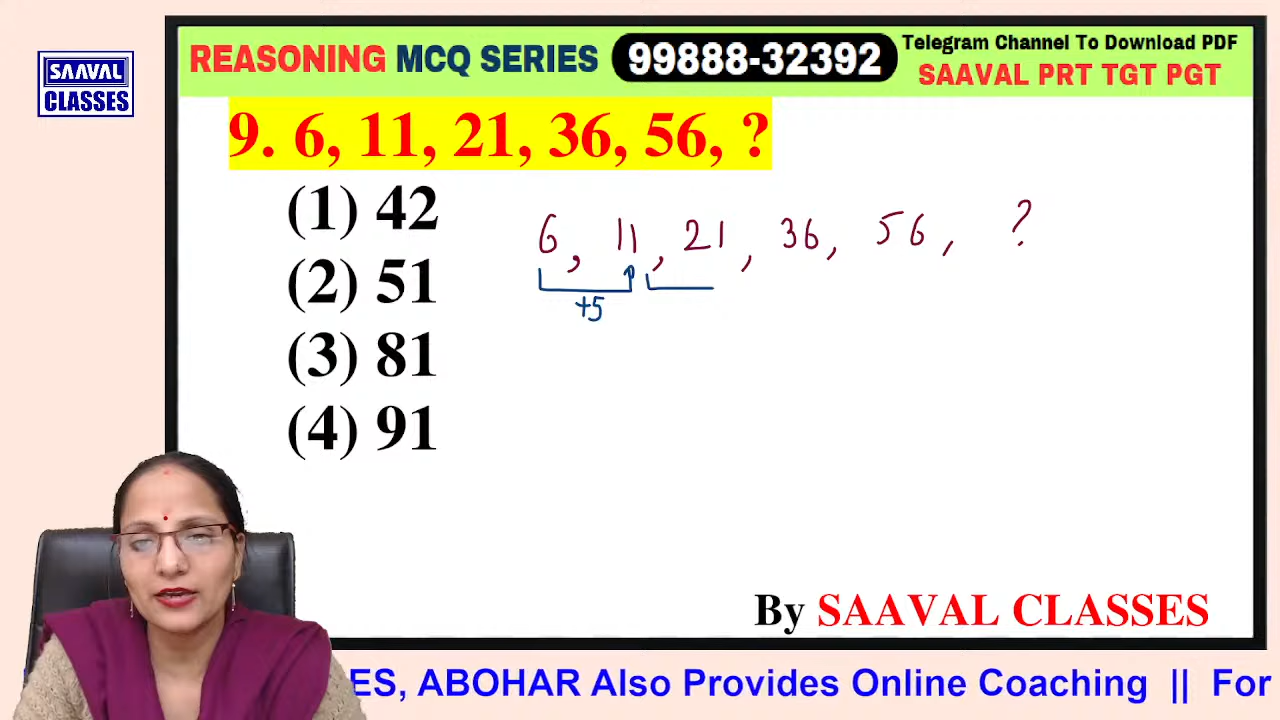 SAAVAL
CLASSES
REASONING MCQ SERIES
99888-32392
Telegram Channel To Download PDF
SAAVAL PRT TGT PGT
9. 6, 11, 21, 36, 56, ?
(1) 42
(2) 51
(3) 81
(4) 91
6, 11, 21, 36, 56, ?
+5
By SAAVAL CLASSES
ES, ABOHAR Also Provides Online Coaching || For